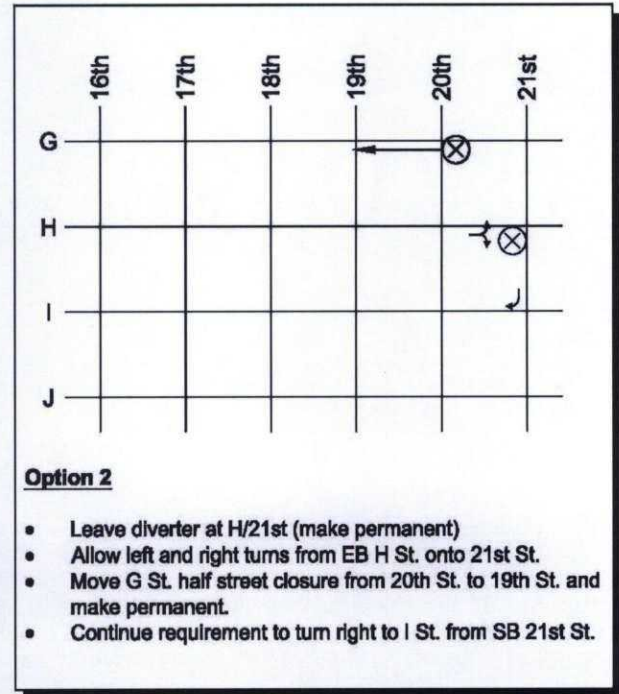 16th 17th 18th 19th 20th 21st
G
H
I
J
Option 2
• Leave diverter at H/21st (make permanent)
• Allow left and right turns from EB H St. onto 21st St.
• Move G St. half street closure from 20th St. to 19th St. and
make permanent.
• Continue requirement to turn right to I St. from SB 21st St.